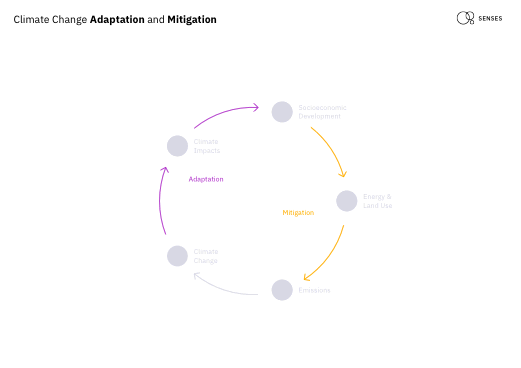 Climate Change Adaptation and Mitigation
SENSES
Socioeconomic
Development
Climate
Impacts
Adaptation
Energy &
Land Use
Mitigation
Climate
Change
Emissions